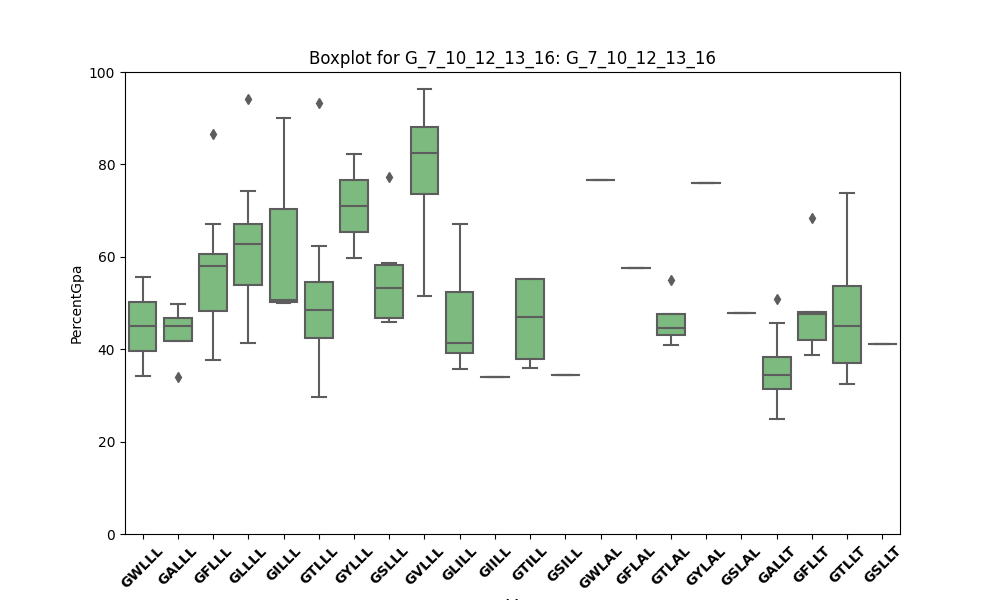 Boxplot for G_7_10_12_13_16: G_7_10_12_13_16
100
80
60
40
20
0
PercentGpa
GWLLL
GALLL
GFLLL
GLLLL
GILLL
GTLLL
GYLLL
GSLLL
GVLLL
GLILL
GIILL
GTILL
GSILL
GWLAL
GFLAL
GTLAL
GYLAL
GSLAL
GALLT
GFLLT
GTLLT
GSLLT